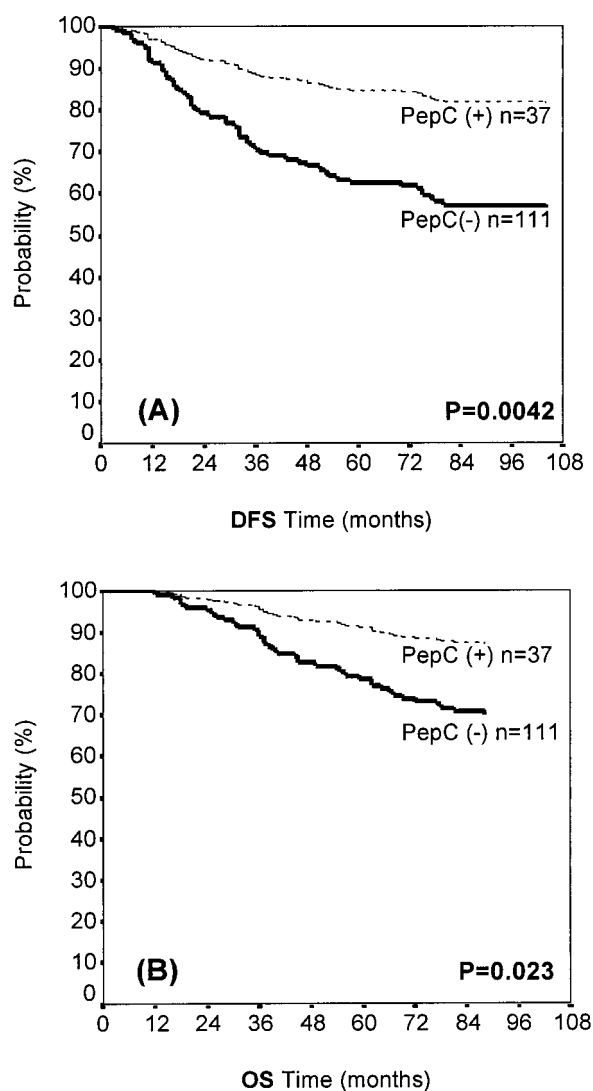 100
90
80
70
60
50
40
30
20
10
0
Probability (%)
PepC (+) n=37
PepC(-) n=111
(A)
P=0.0042
0 12 24 36 48 60 72 84 96 108
DFS Time (months)
100
90
80
70
60
50
40
30
20
10
0
Probability (%)
PepC (+) n=37
PepC (-) n=111
(B)
P=0.023
0 12 24 36 48 60 72 84 96 108
OS Time (months)